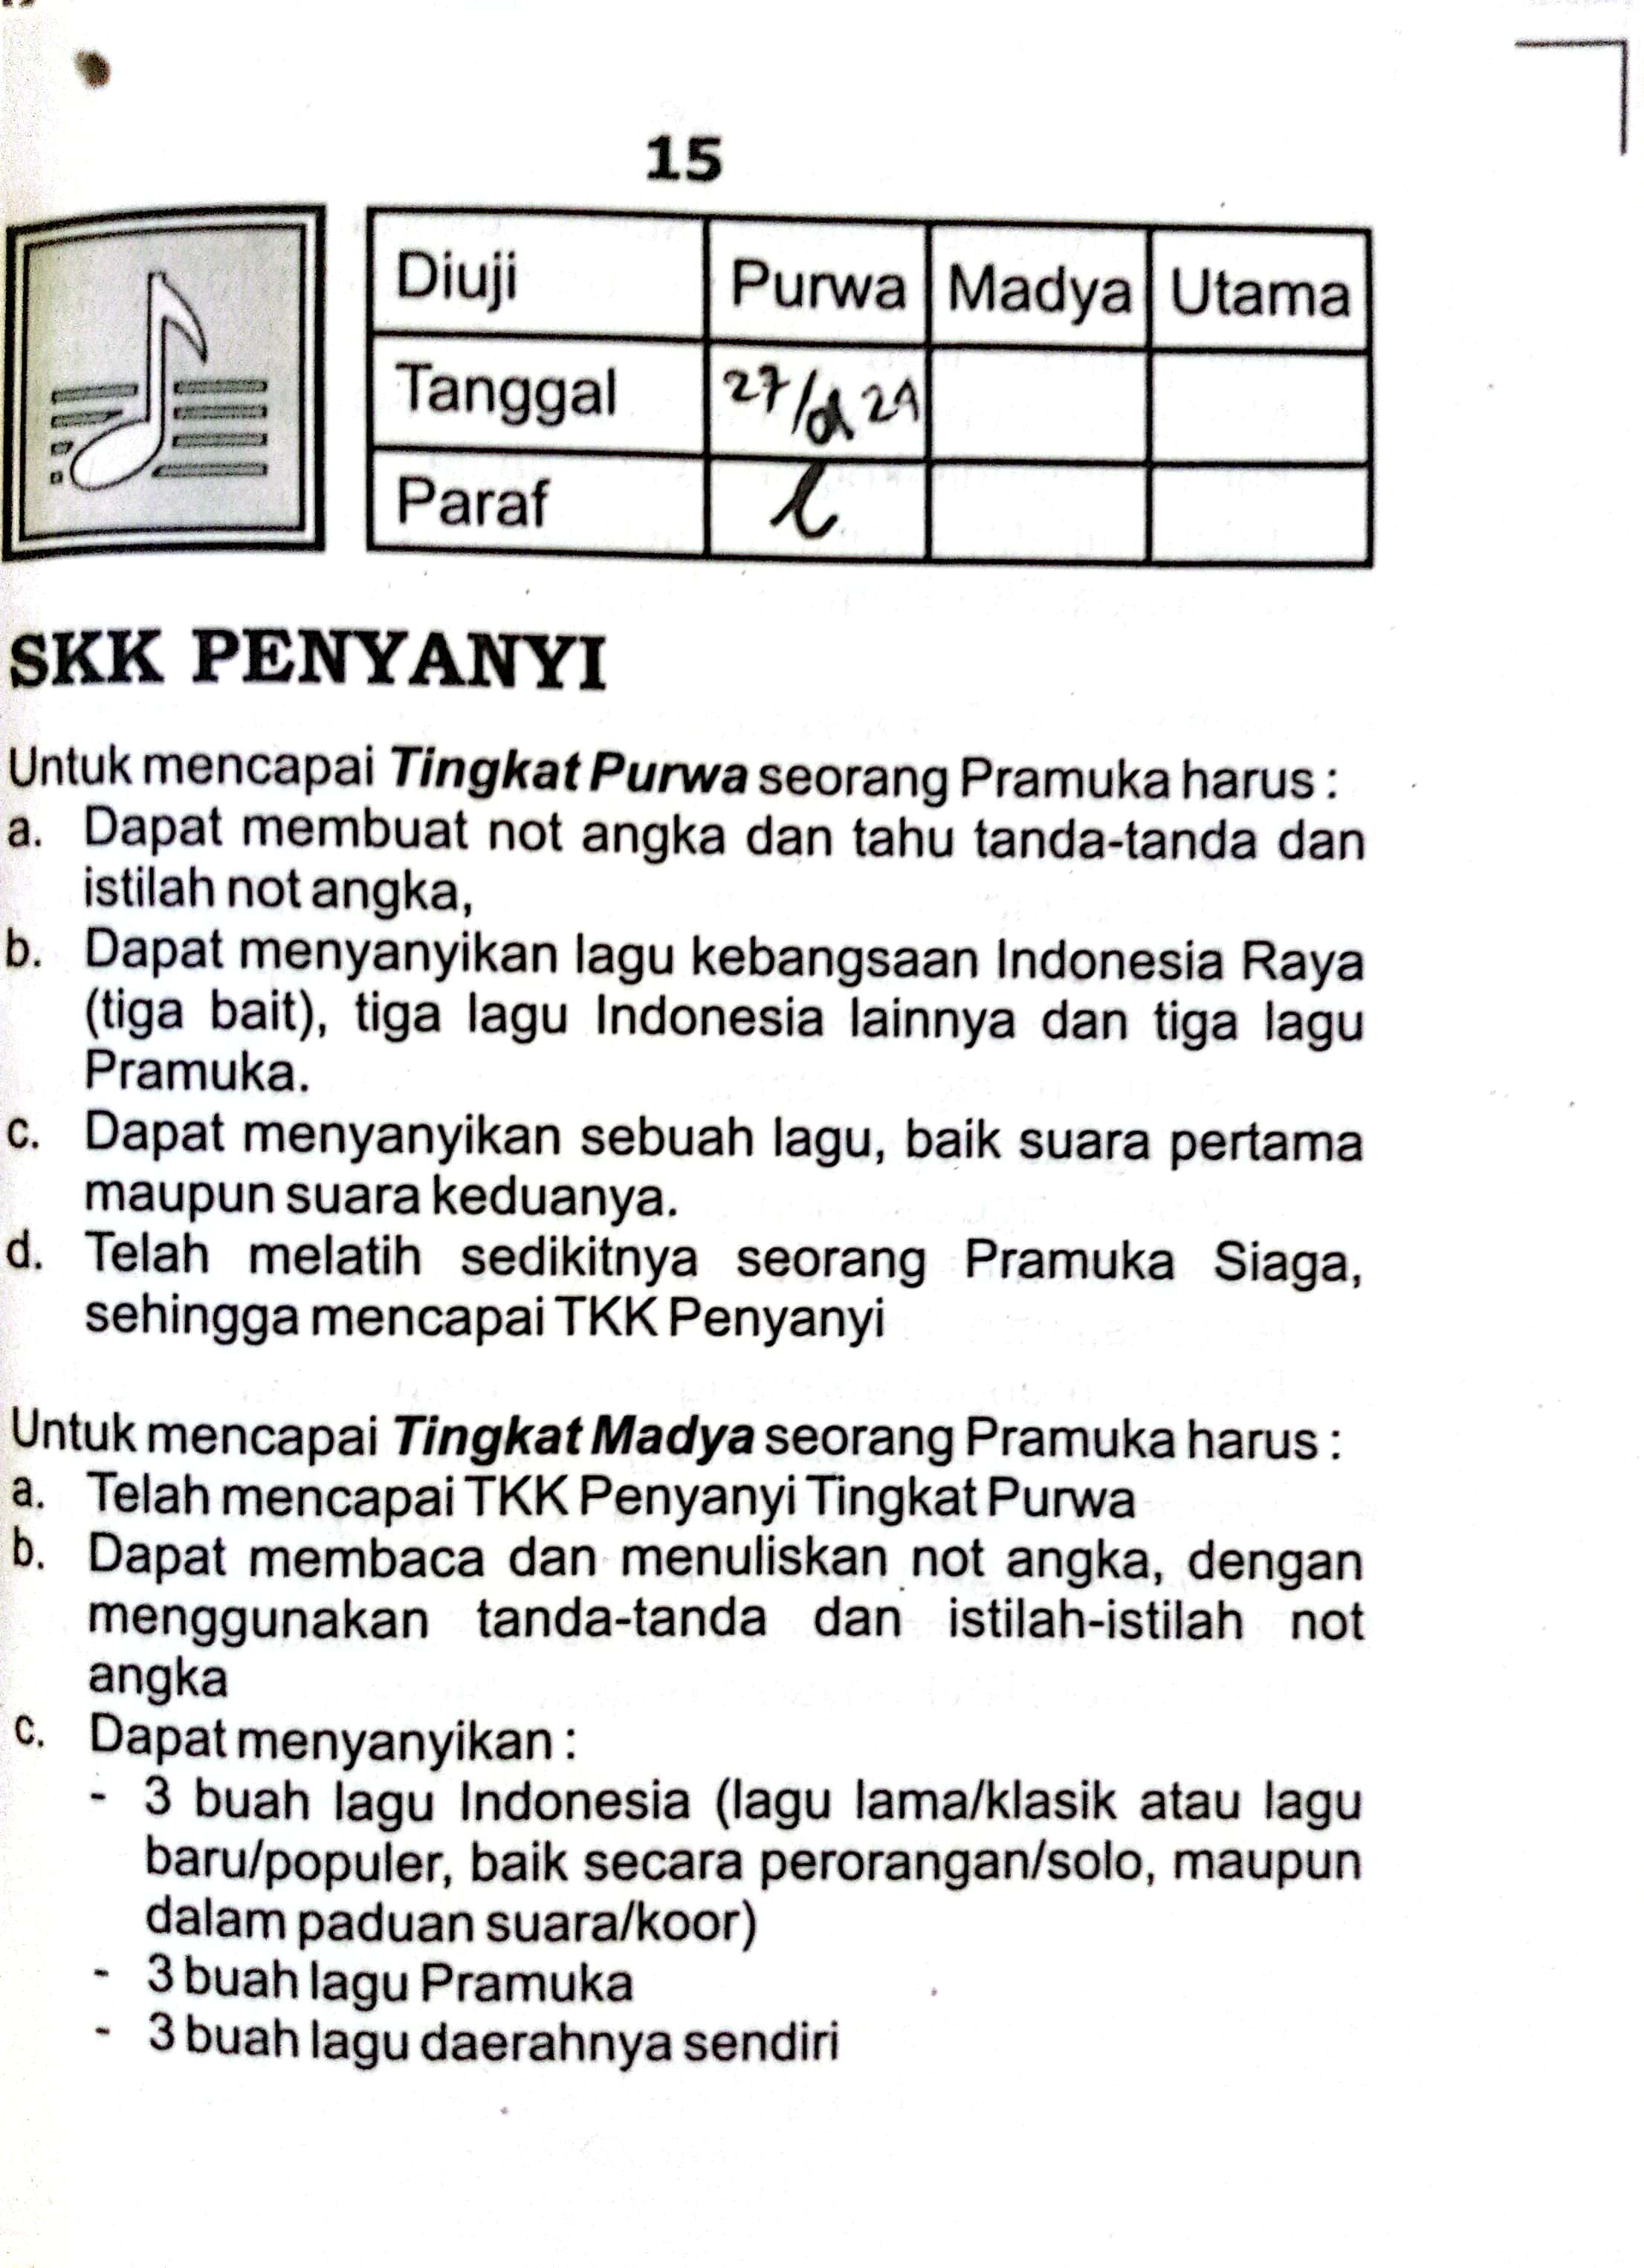 15
Diuji Purwa Madya Utama
Tanggal 27/ 21
Paraf
SKK PENYANYI
Untuk mencapai Tingkat Purwa seorang Pramuka harus :
a. Dapat membuat not angka dan tahu tanda-tanda dan
istilah not angka,
b. Dapat menyanyikan lagu kebangsaan Indonesia Raya
(tiga bait), tiga lagu Indonesia lainnya dan tiga lagu
Pramuka.
c. Dapat menyanyikan sebuah lagu, baik suara pertama
maupun suara keduanya.
d. Telah melatih sedikitnya seorang Pramuka Siaga,
sehingga mencapai TKK Penyanyi
Untuk mencapai Tingkat Madya seorang Pramuka harus :
a. Telah mencapai TKK Penyanyi Tingkat Purwa
b. Dapat membaca dan menuliskan not angka, dengan
menggunakan tanda-tanda dan istilah-istilah not
angka
c. Dapat menyanyikan :
- 3 buah lagu Indonesia (lagu lama/klasik atau lagu
baru/populer, baik secara perorangan/solo, maupun
dalam paduan suara/koor)
- 3 buah lagu Pramuka
- 3 buah lagu daerahnya sendiri